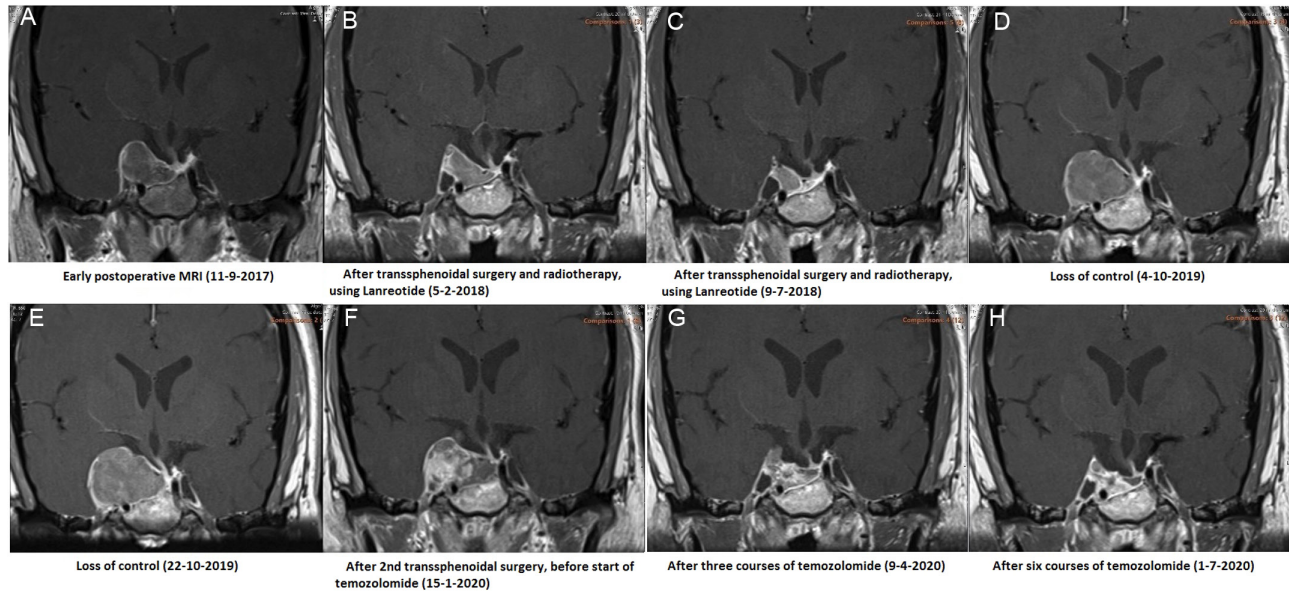 A
B
C
D
Early postoperative MRI (11-9-2017)
After transsphenoidal surgery and radiotherapy,
using Lanreotide (5-2-2018)
After transsphenoidal surgery and radiotherapy,
using Lanreotide (9-7-2018)
Loss of control (4-10-2019)
E
F
G
H
Loss of control (22-10-2019)
After 2nd transsphenoidal surgery, before start of
temozolomide (15-1-2020)
After three courses of temozolomide (9-4-2020)
After six courses of temozolomide (1-7-2020)